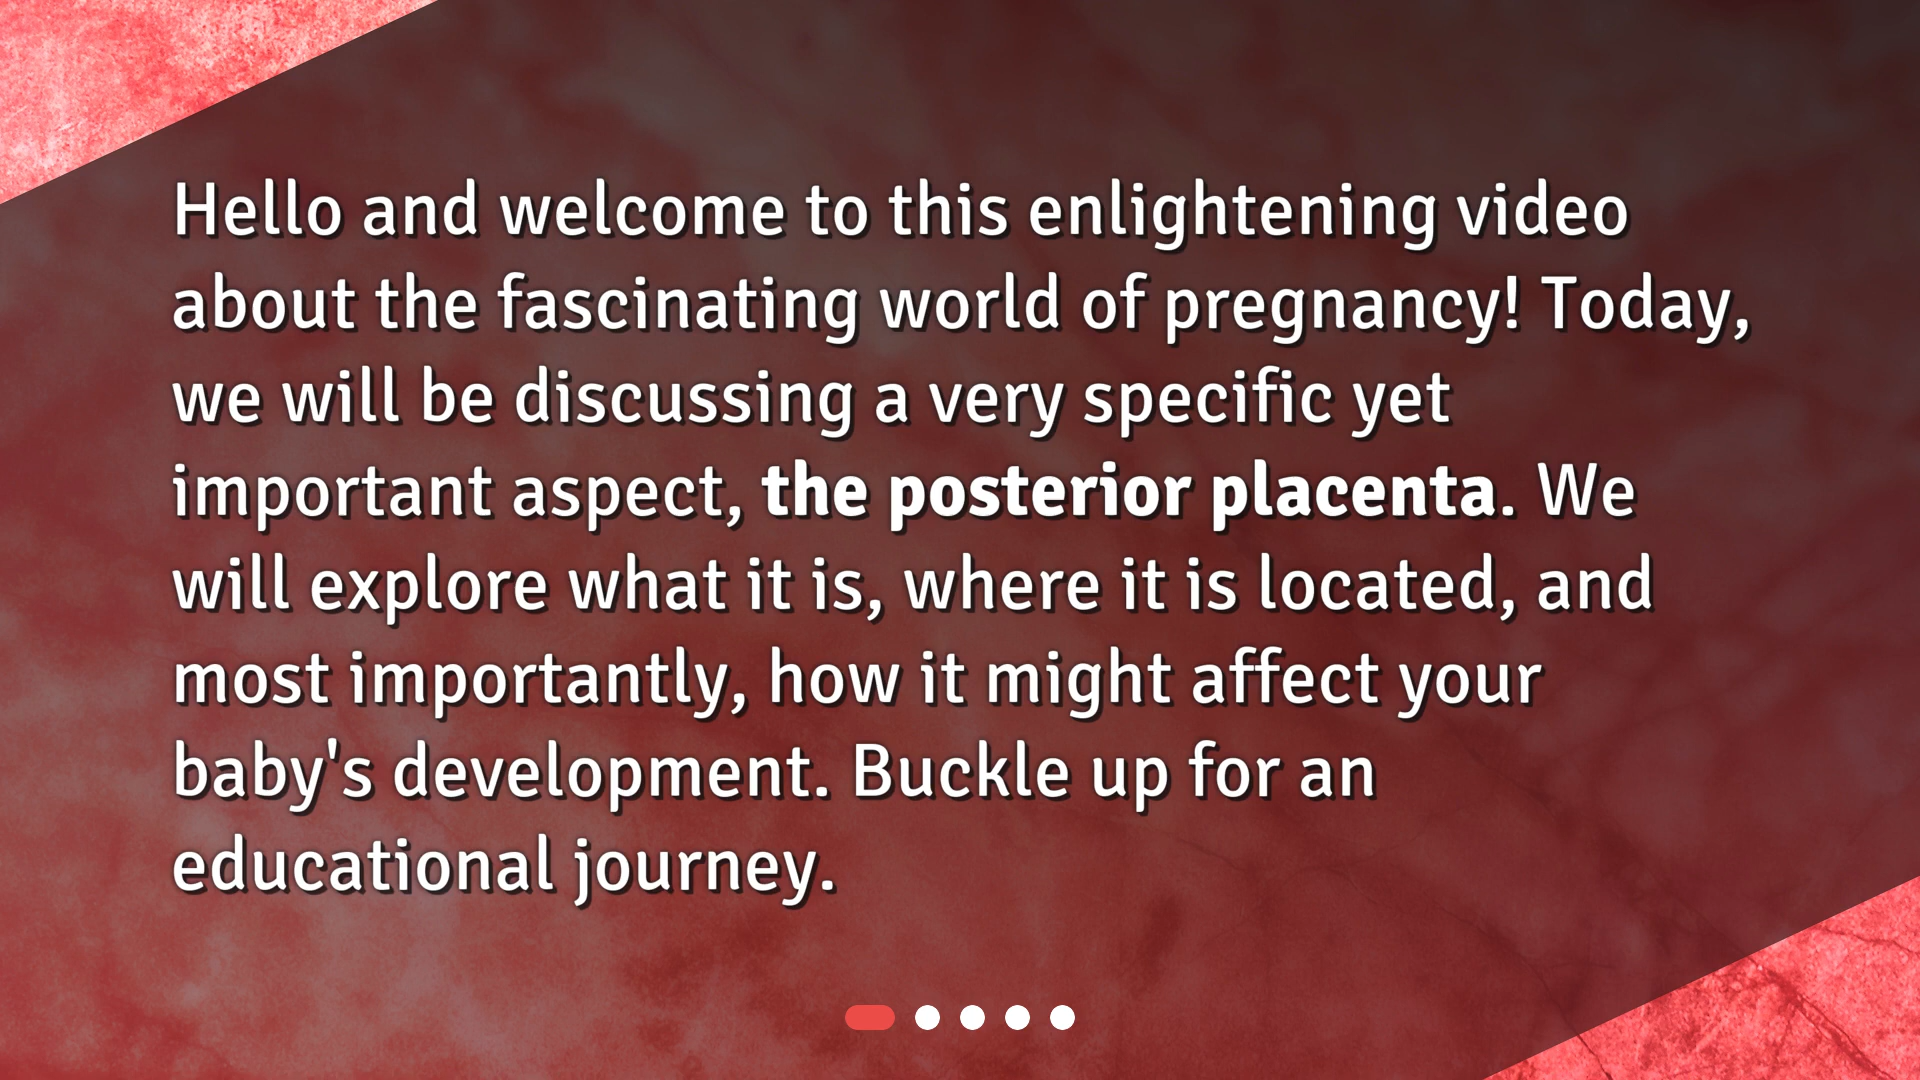 Hello and welcome to this enlightening video
about the fascinating world of pregnancy! Today,
we will be discussing a very specific yet
important aspect, the posterior placenta. We
will explore what it is, where it is located, and
most importantly, how it might affect your
baby's development. Buckle up for an
educational journey.